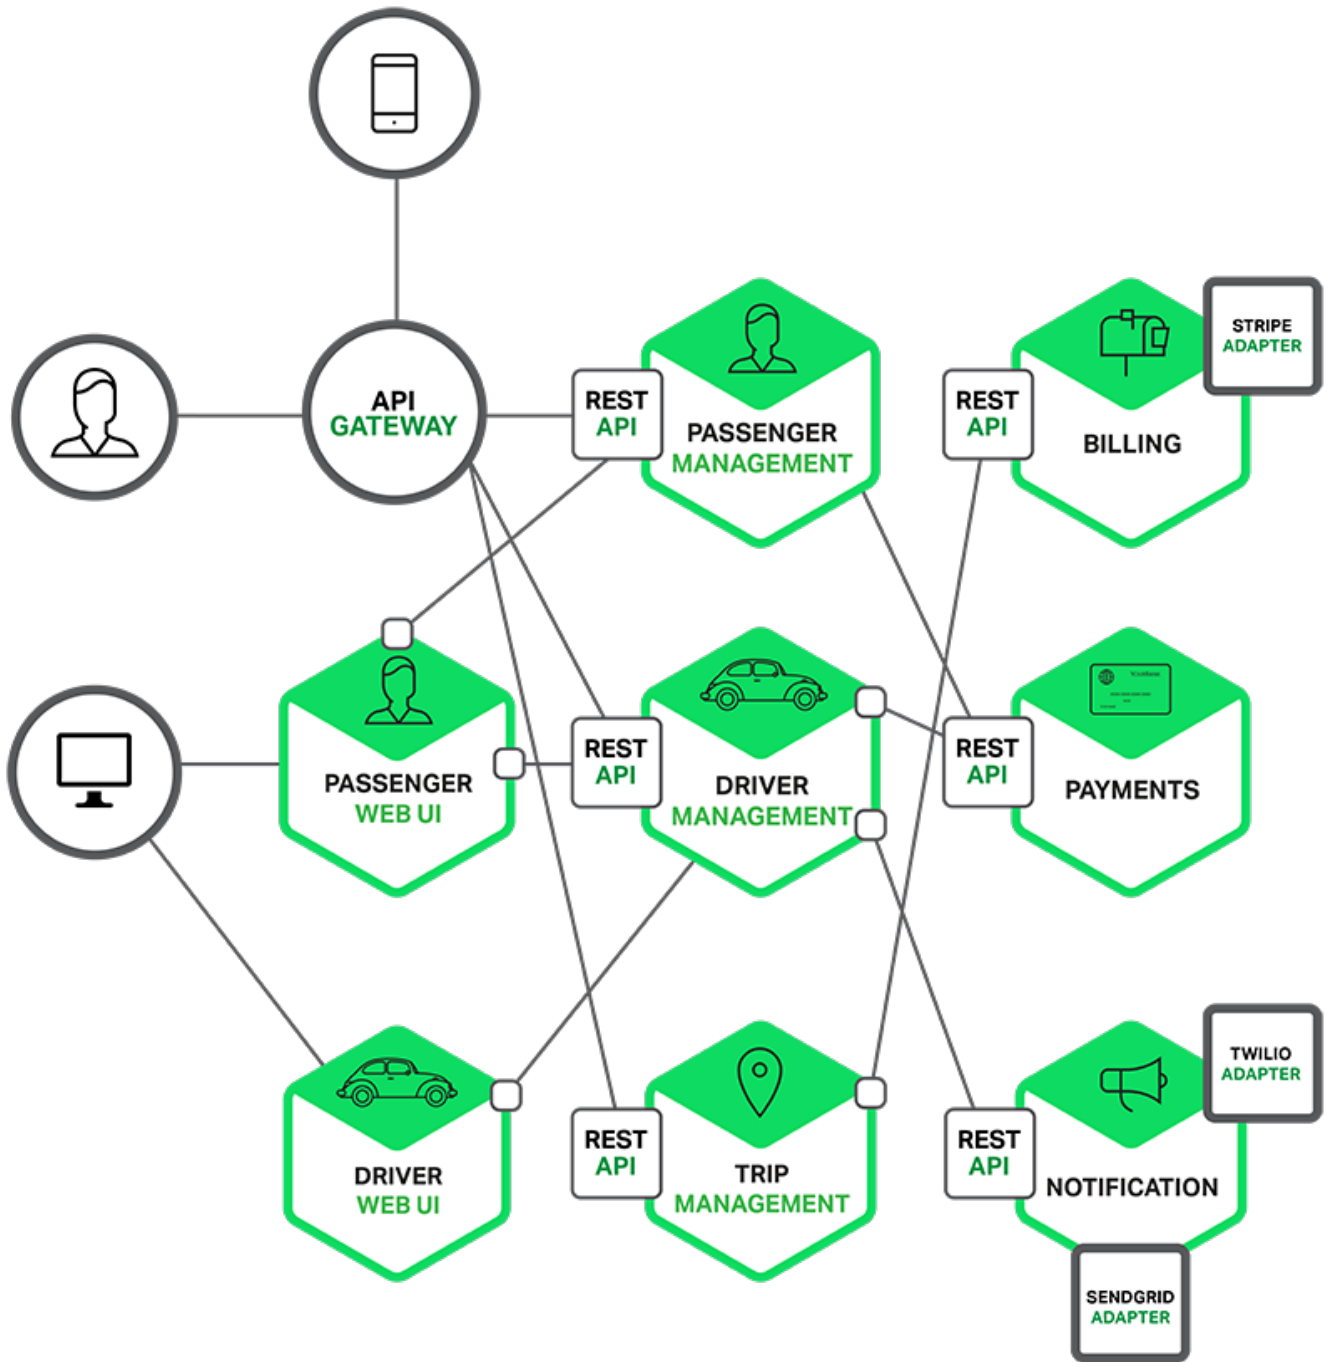 STRIPE
ADAPTER
API
GATEWAY
REST
API
PASSENGER
MANAGEMENT
REST
API
BILLING
PASSENGER
WEB UI
REST
API
DRIVER
MANAGEMENT
REST
API
PAYMENTS
TWILIO
ADAPTER
DRIVER
WEB UI
REST
API
TRIP
MANAGEMENT
REST
API
NOTIFICATION
SENDGRID
ADAPTER